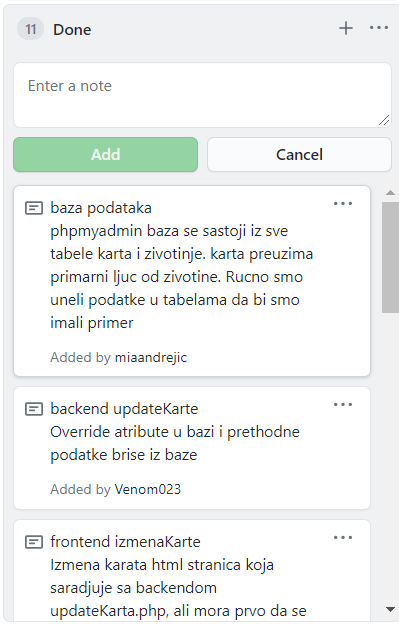 11 Done
Enter a note
Add Cancel
baza podataka
phpmyadmin baza se sastoji iz sve
tabele karta i zivotinje. karta preuzima
primarni ljuc od zivotine. Rucno smo
uneli podatke u tabelama da bi smo
imali primer
Added by miaandrejic
backend updateKarte
Override atribute u bazi i prethodne
podatke brise iz baze
Added by Venom023
frontend izmenaKarte
Izmena karata html stranica koja
saradjuje sa backendom
updateKarta.php, ali mora prvo da se